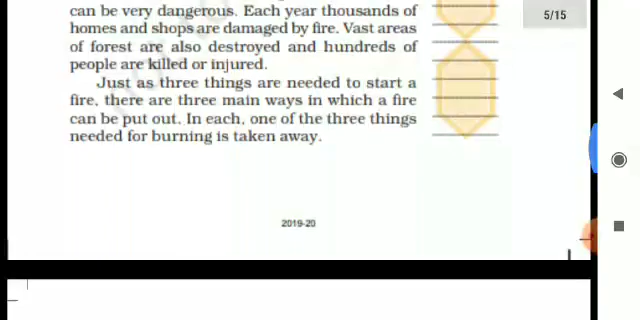 can be very dangerous. Each year thousands of
homes and shops are damaged by fire. Vast areas
of forest are also destroyed and hundreds of
people are killed or injured.
Just as three things are needed to start a
fire, there are three main ways in which a fire
can be put out. In each, one of the three things
needed for burning is taken away.
2019-20
5/15